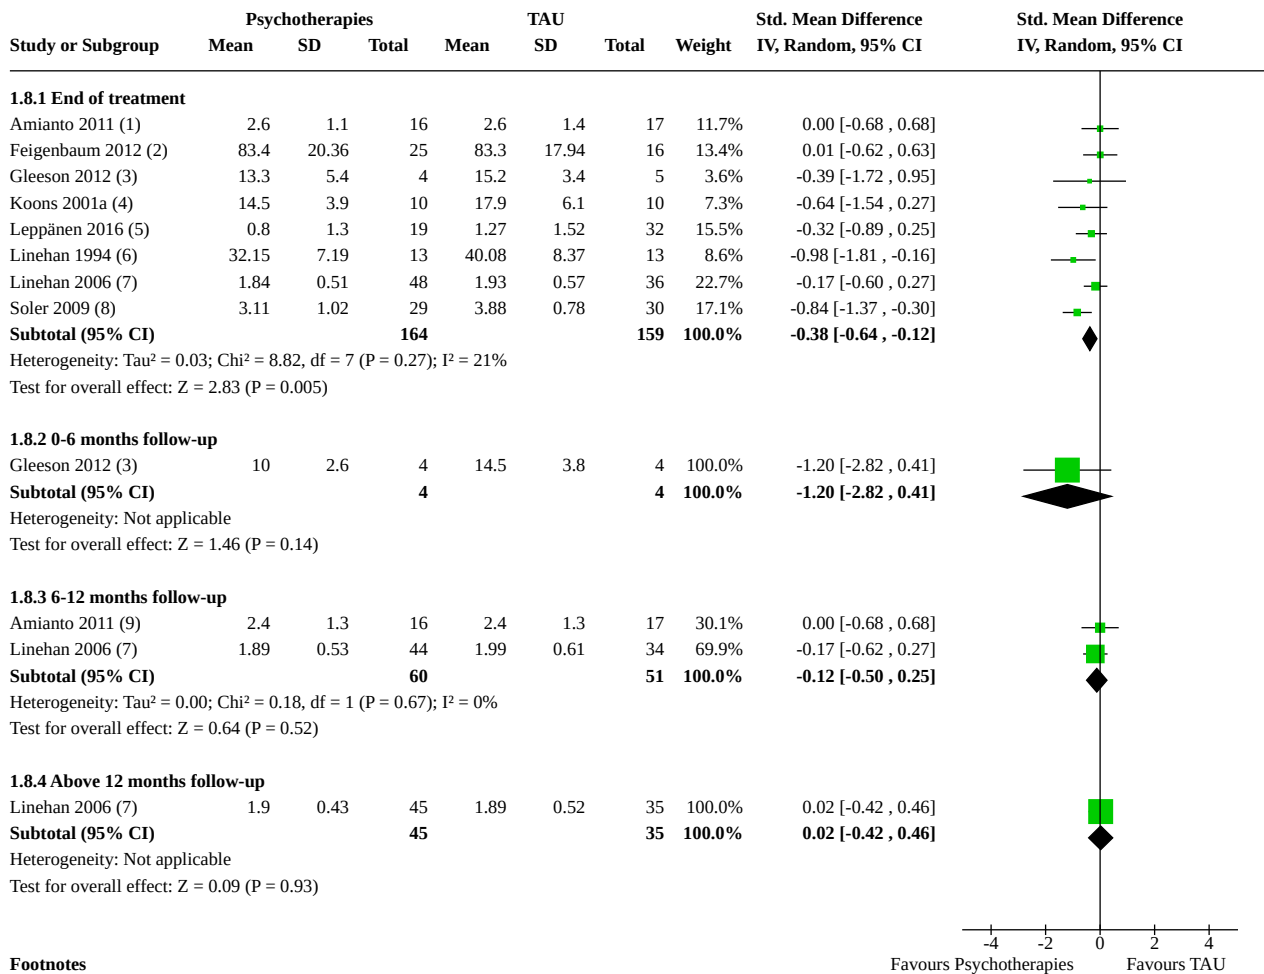 Psychotherapies TAU Std. Mean Difference Std. Mean Difference
Study or Subgroup Mean SD Total Mean SD Total Weight IV, Random, 95% CI IV, Random, 95% CI
1.8.1 End of treatment
Amianto 2011 (1) 2.6 1.1 16 2.6 1.4 17 11.7% 0.00 [-0.68 , 0.68]
Feigenbaum 2012 (2) 83.4 20.36 25 83.3 17.94 16 13.4% 0.01 [-0.62 , 0.63]
Gleeson 2012 (3) 13.3 5.4 4 15.2 3.4 5 3.6% -0.39 [-1.72 , 0.95]
Koons 2001a (4) 14.5 3.9 10 17.9 6.1 10 7.3% -0.64 [-1.54 , 0.27]
Leppänen 2016 (5) 0.8 1.3 19 1.27 1.52 32 15.5% -0.32 [-0.89 , 0.25]
Linehan 1994 (6) 32.15 7.19 13 40.08 8.37 13 8.6% -0.98 [-1.81 , -0.16]
Linehan 2006 (7) 1.84 0.51 48 1.93 0.57 36 22.7% -0.17 [-0.60 , 0.27]
Soler 2009 (8) 3.11 1.02 29 3.88 0.78 30 17.1% -0.84 [-1.37 , -0.30]
Subtotal (95% CI) 164 159 100.0% -0.38 [-0.64 , -0.12]
Heterogeneity: Tau² = 0.03; Chi² = 8.82, df = 7 (P = 0.27); I² = 21%
Test for overall effect: Z = 2.83 (P = 0.005)
1.8.2 0-6 months follow-up
Gleeson 2012 (3) 10 2.6 4 14.5 3.8 4 100.0% -1.20 [-2.82 , 0.41]
Subtotal (95% CI) 4 4 100.0% -1.20 [-2.82 , 0.41]
Heterogeneity: Not applicable
Test for overall effect: Z = 1.46 (P = 0.14)
1.8.3 6-12 months follow-up
Amianto 2011 (9) 2.4 1.3 16 2.4 1.3 17 30.1% 0.00 [-0.68 , 0.68]
Linehan 2006 (7) 1.89 0.53 44 1.99 0.61 34 69.9% -0.17 [-0.62 , 0.27]
Subtotal (95% CI) 60 51 100.0% -0.12 [-0.50 , 0.25]
Heterogeneity: Tau² = 0.00; Chi² = 0.18, df = 1 (P = 0.67); I² = 0%
Test for overall effect: Z = 0.64 (P = 0.52)
1.8.4 Above 12 months follow-up
Linehan 2006 (7) 1.9 0.43 45 1.89 0.52 35 100.0% 0.02 [-0.42 , 0.46]
Subtotal (95% CI) 45 35 100.0% 0.02 [-0.42 , 0.46]
Heterogeneity: Not applicable
Test for overall effect: Z = 0.09 (P = 0.93)
-4 -2 0 2 4
Footnotes Favours Psychotherapies Favours TAU